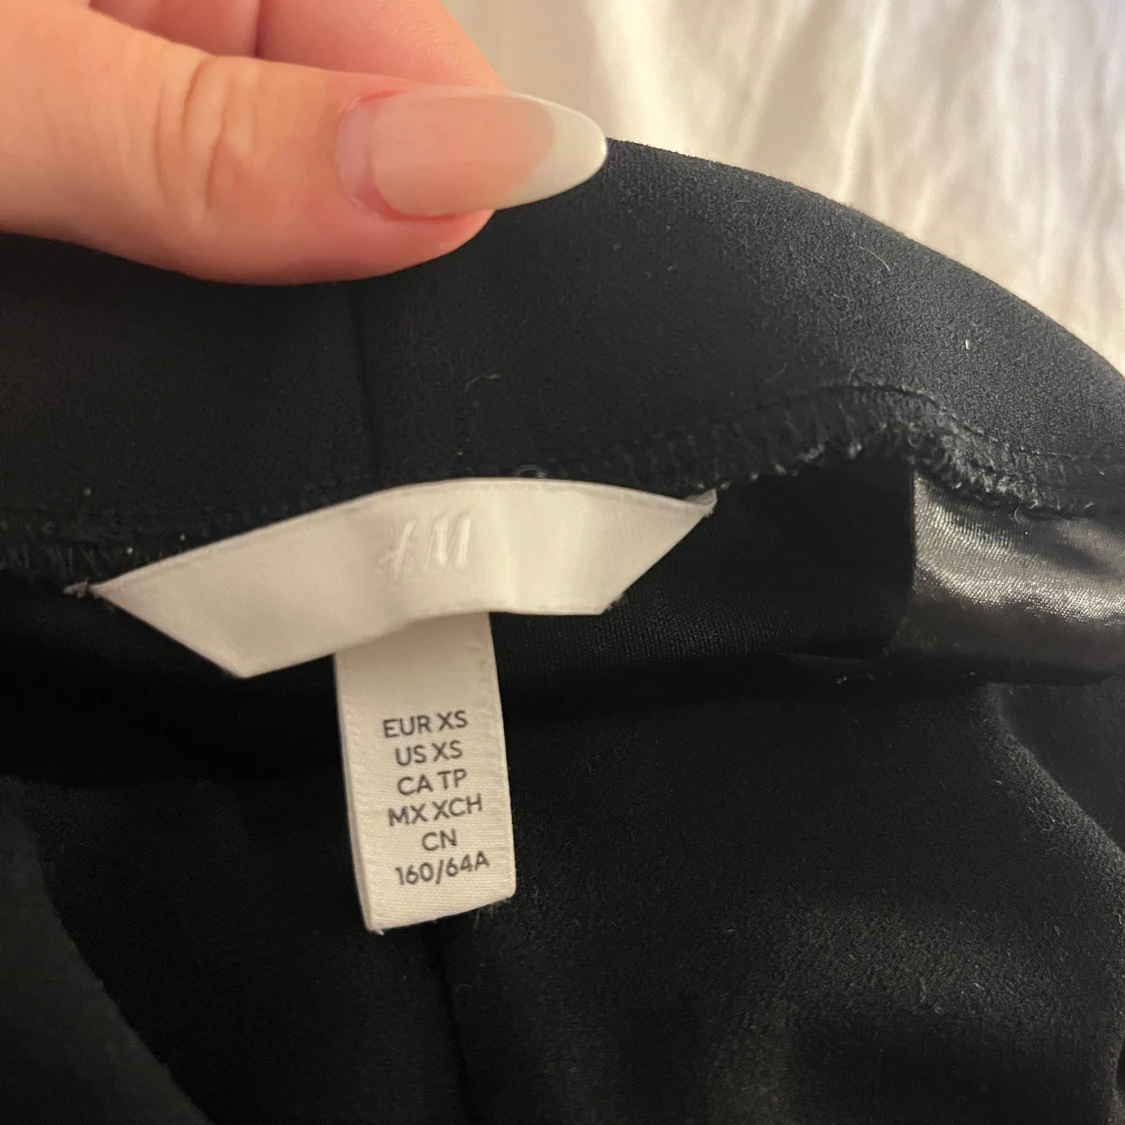 H&M
EUR XS
US XS
CA TP
MX XCH
CN
160/64A